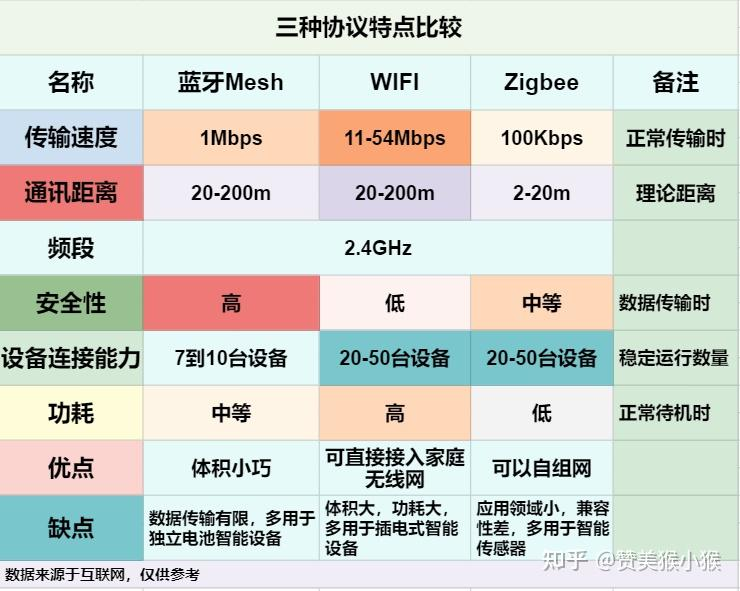 三种协议特点比较
名称 蓝牙Mesh WIFI Zigbee 备注
传输速度 1Mbps 11-54Mbps 100Kbps 正常传输时
通讯距离 20-200m 20-200m 2-20m 理论距离
频段 2.4GHz
安全性 高 低 中等 数据传输时
设备连接能力 7到10台设备 20-50台设备 20-50台设备 稳定运行数量
功耗 中等 高 低 正常待机时
优点 体积小巧 可直接接入家庭
无线网 可以自组网
缺点 数据传输有限，多用于
独立电池智能设备 体积大，功耗大，
多用于插电式智能
设备 应用领域小，兼容
性差，多用于智能
传感器
知乎 @赞美猴小猴
数据来源于互联网，仅供参考